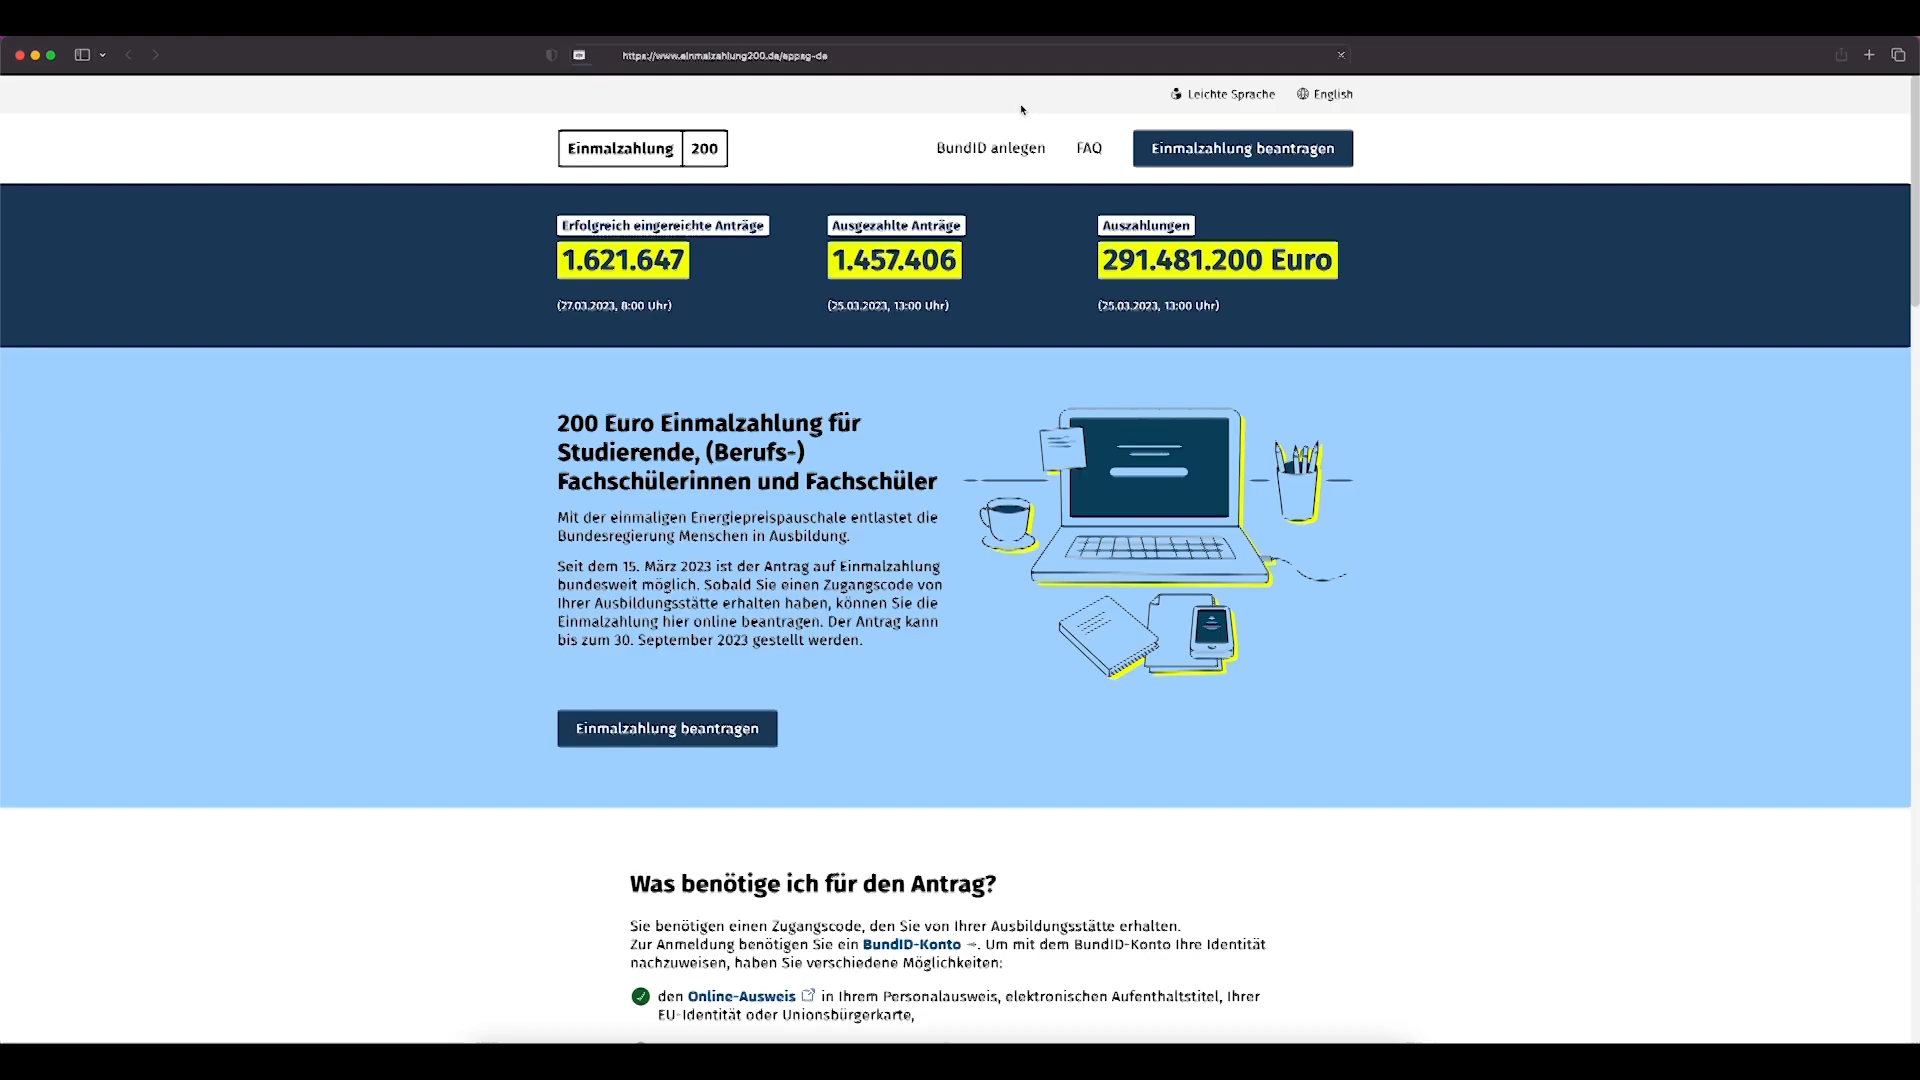 https://www.einmalzahlung200.de/eppsg-de
Leichte Sprache English
Einmalzahlung 200
BundID anlegen FAQ Einmalzahlung beantragen
Erfolgreich eingereichte Anträge
1.621.647
(27.03.2023, 8:00 Uhr)
Ausgezahlte Anträge
1.457.406
(25.03.2023, 13:00 Uhr)
Auszahlungen
291.481.200 Euro
(25.03.2023, 13:00 Uhr)
200 Euro Einmalzahlung für
Studierende, (Berufs-)
Fachschülerinnen und Fachschüler
Mit der einmaligen Energiepreispauschale entlastet die
Bundesregierung Menschen in Ausbildung.
Seit dem 15. März 2023 ist der Antrag auf Einmalzahlung
bundesweit möglich. Sobald Sie einen Zugangscode von
Ihrer Ausbildungsstätte erhalten haben, können Sie die
Einmalzahlung hier online beantragen. Der Antrag kann
bis zum 30. September 2023 gestellt werden.
Einmalzahlung beantragen
Was benötige ich für den Antrag?
Sie benötigen einen Zugangscode, den Sie von Ihrer Ausbildungsstätte erhalten.
Zur Anmeldung benötigen Sie ein BundID-Konto →. Um mit dem BundID-Konto Ihre Identität
nachzuweisen, haben Sie verschiedene Möglichkeiten:
den Online-Ausweis in Ihrem Personalausweis, elektronischen Aufenthaltstitel, Ihrer
EU-Identität oder Unionsbürgerkarte,